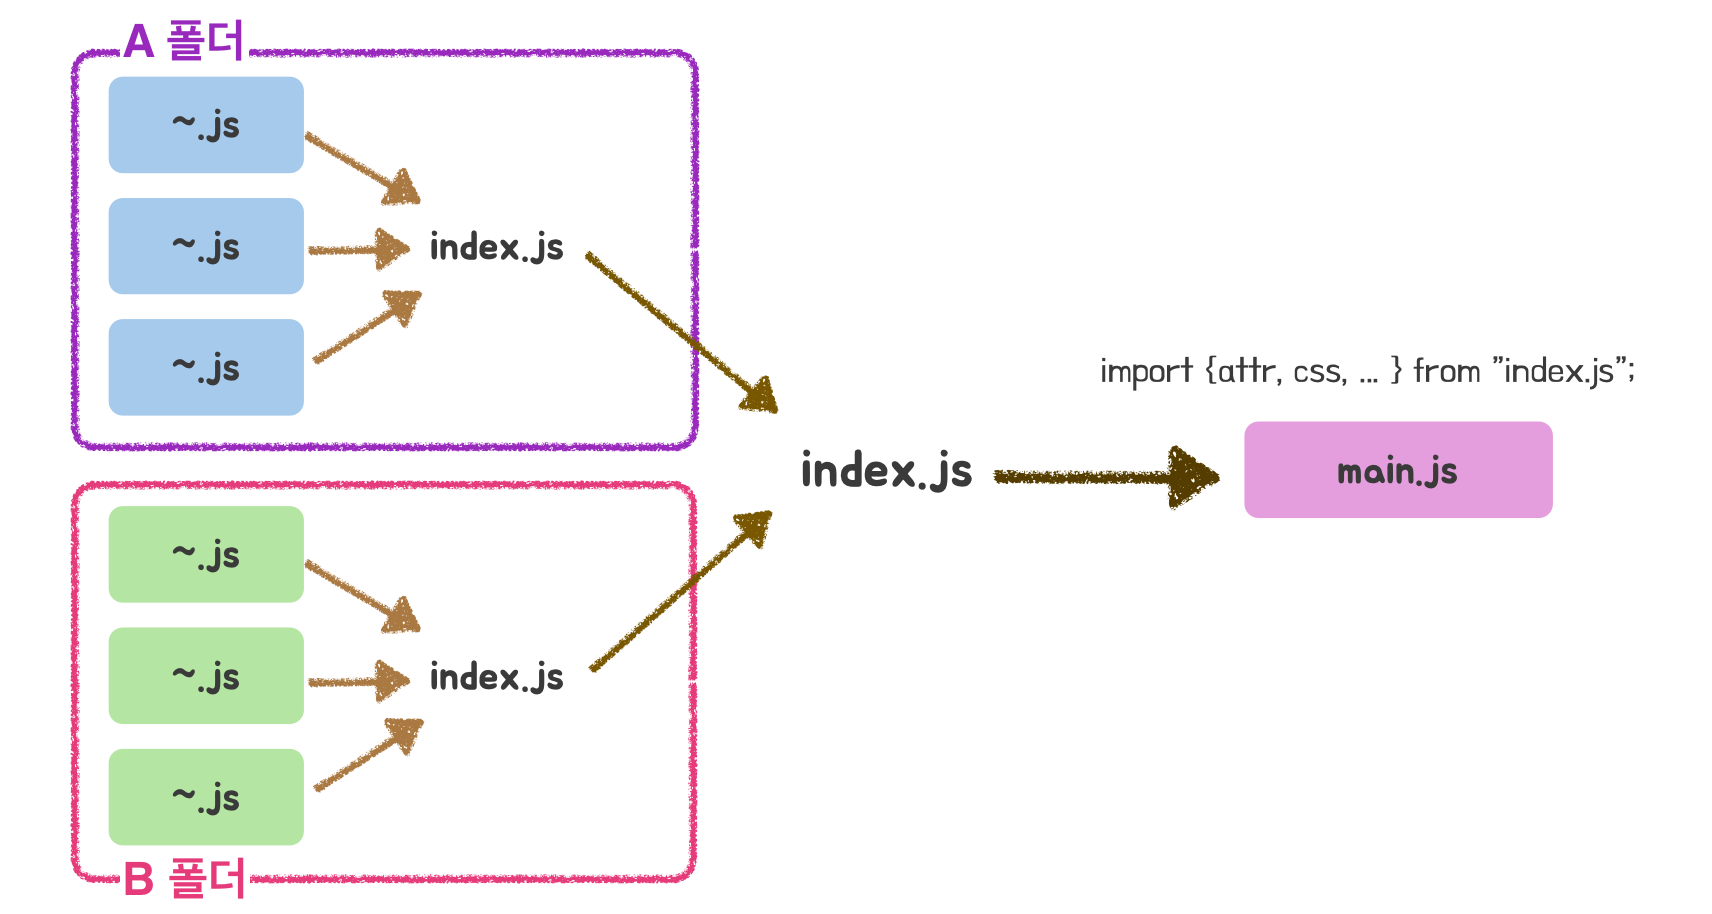 A 폴더
~.js
~.js
index.js
~.js
import {attr, css, ... } from "index.js";
index.js
main.js
~.js
~.js
index.js
~.js
B 폴더